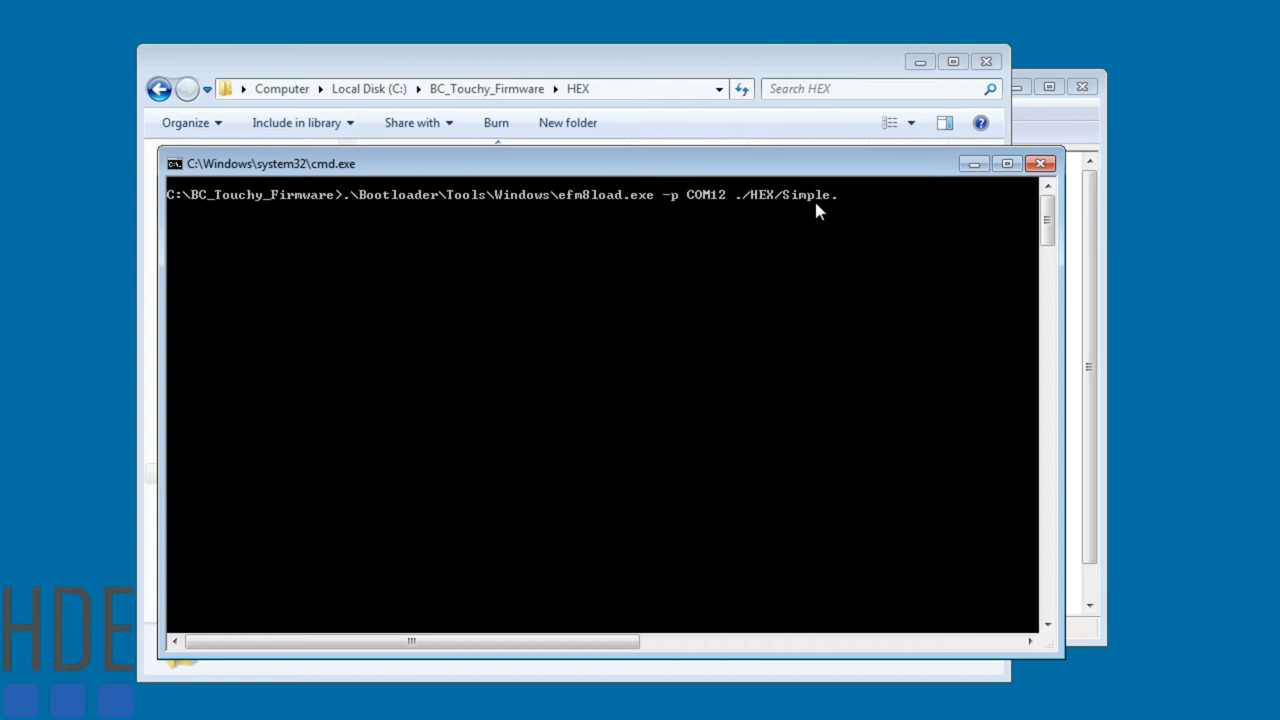 Computer Local Disk (C:) BC_Touchy_Firmware HEX
Search HEX
Organize Include in library Share with Burn New folder
C:\Windows\system32\cmd.exe
C:\BC_Touchy_Firmware>.\Bootloader\Tools\Windows\efm8load.exe -p COM12 ./HEX/Simple.
HDE